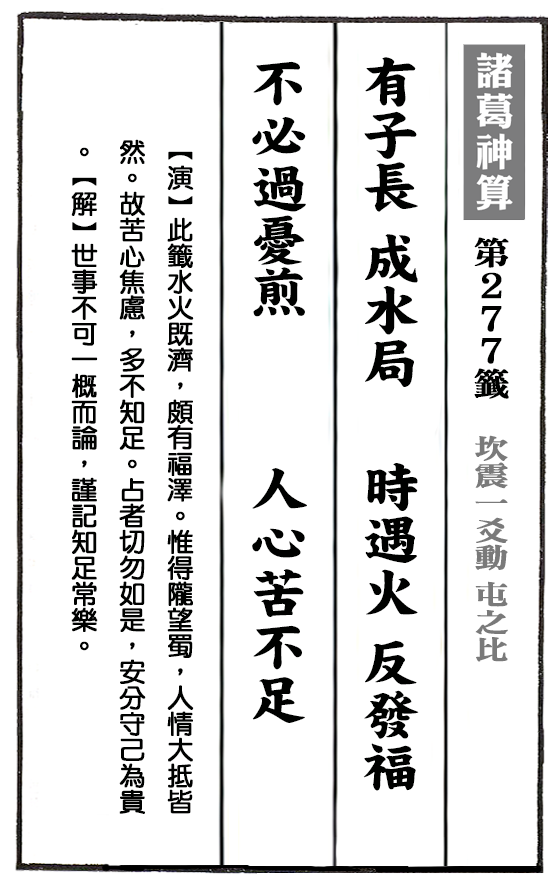 諸葛神算 第277籤 坎震一爻動 屯之比
有子長 成水局 時遇火 反發福
不必過憂煎 人心苦不足
【演】此籤水火既濟，頗有福澤。惟得隴望蜀，人情大抵皆
然。故苦心焦慮，多不知足。占者切勿如是，安分守己為貴
。【解】世事不可一概而論，謹記知足常樂。